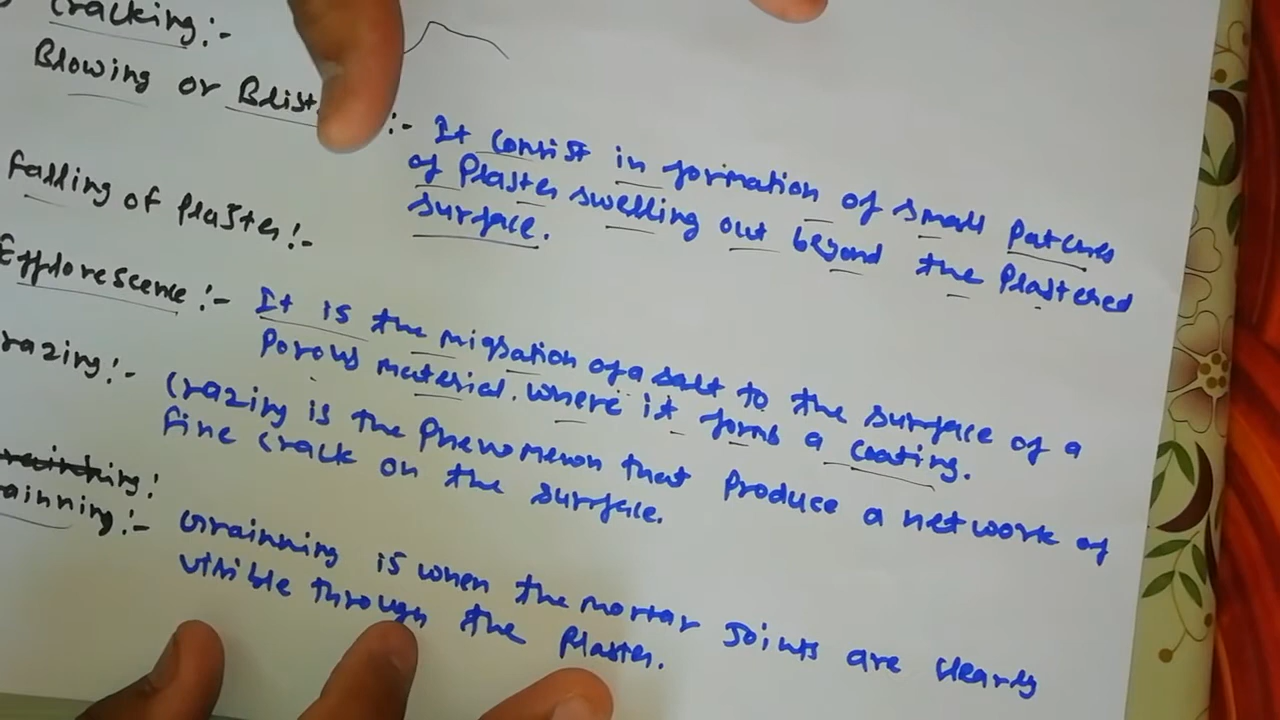 cracking:-
Blowing or Blist :- It consist in formation of small Patches
of Plaster swelling out beyond the Plastered
surface.
falling of Plaster:-
Efflorescence:- It is the migration of a salt to the surface of a
Porous material. where it forms a coating.
razing:- Crazing is the Phenomenon that Produce a network of
fine crack on the surface.
ainning:- Grainning is when the mortar Joints are clearly
visible through the Plaster.